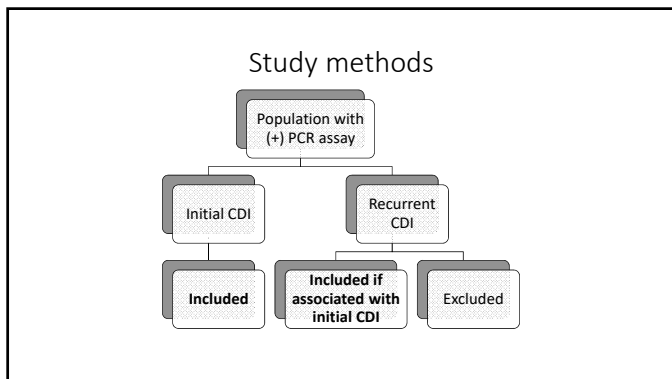 Study methods
Population with
(+) PCR assay
Initial CDI
Recurrent
CDI
Included
Included if
associated with
initial CDI
Excluded